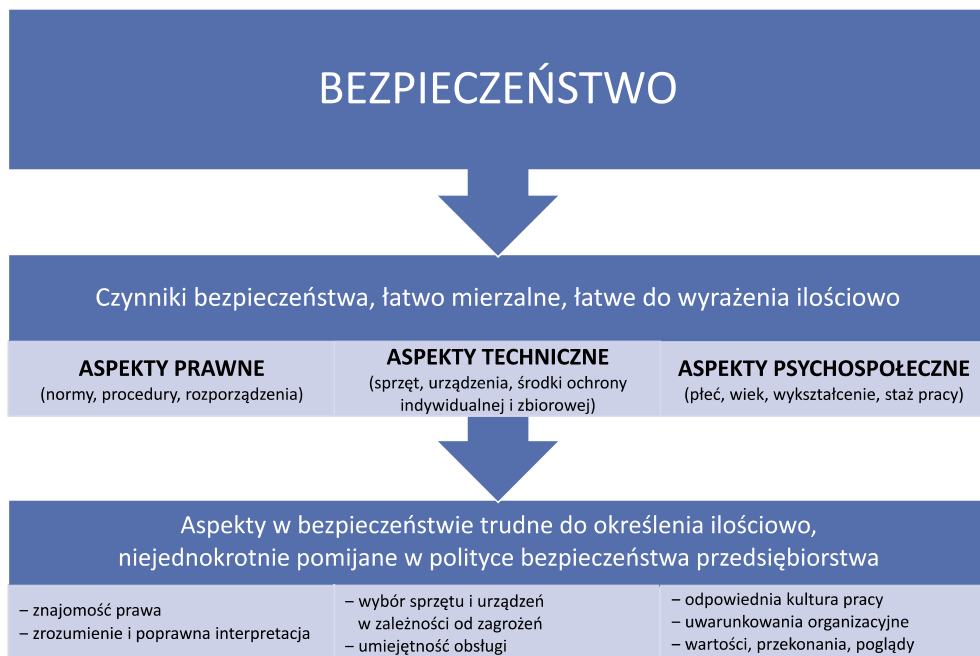 BEZPIECZEŃSTWO
Czynniki bezpieczeństwa, łatwo mierzalne, łatwe do wyrażenia ilościowo
ASPEKTY PRAWNE
(normy, procedury, rozporządzenia)
ASPEKTY TECHNICZNE
(sprzęt, urządzenia, środki ochrony
indywidualnej i zbiorowej)
ASPEKTY PSYCHOSPOŁECZNE
(płeć, wiek, wykształcenie, staż pracy)
Aspekty w bezpieczeństwie trudne do określenia ilościowo,
niejednokrotnie pomijane w polityce bezpieczeństwa przedsiębiorstwa
– znajomość prawa
– zrozumienie i poprawna interpretacja
– wybór sprzętu i urządzeń
w zależności od zagrożeń
– umiejętność obsługi
– odpowiednia kultura pracy
– uwarunkowania organizacyjne
– wartości, przekonania, poglądy